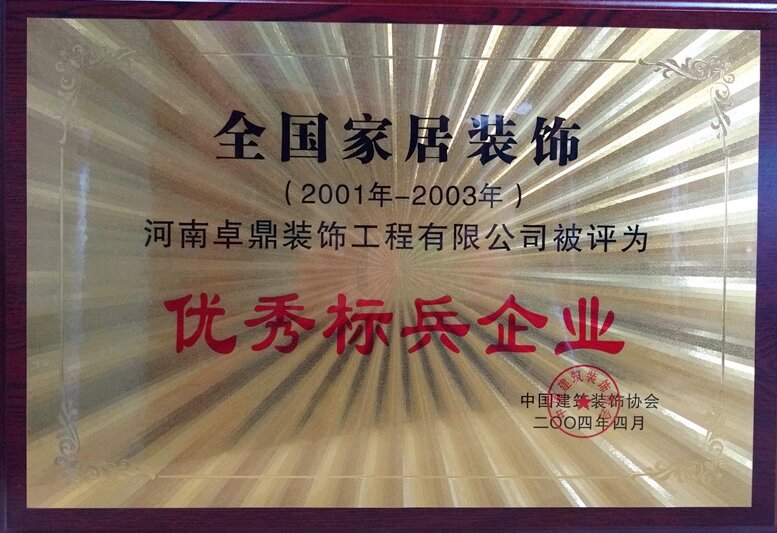 全国家居装饰
(2001年-2003年)
河南卓鼎装饰工程有限公司被评为
优秀标兵企业
中国建筑装饰协会
二〇〇四年四月